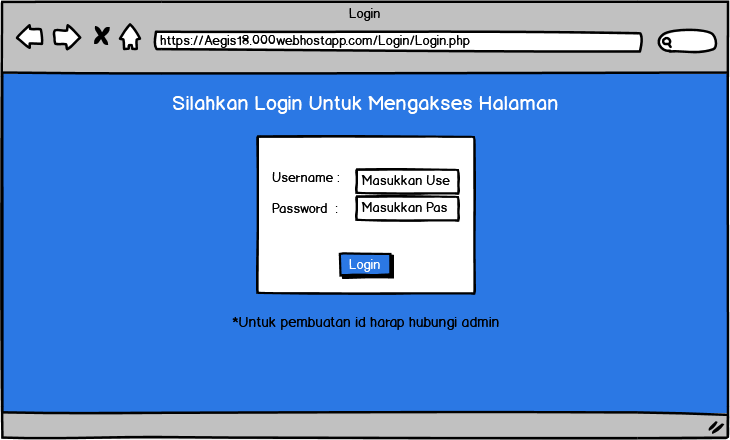 Login
https://Aegis18.000webhostapp.com/Login/Login.php
Silahkan Login Untuk Mengakses Halaman
Username : Masukkan Use
Password : Masukkan Pas
Login
*Untuk pembuatan id harap hubungi admin